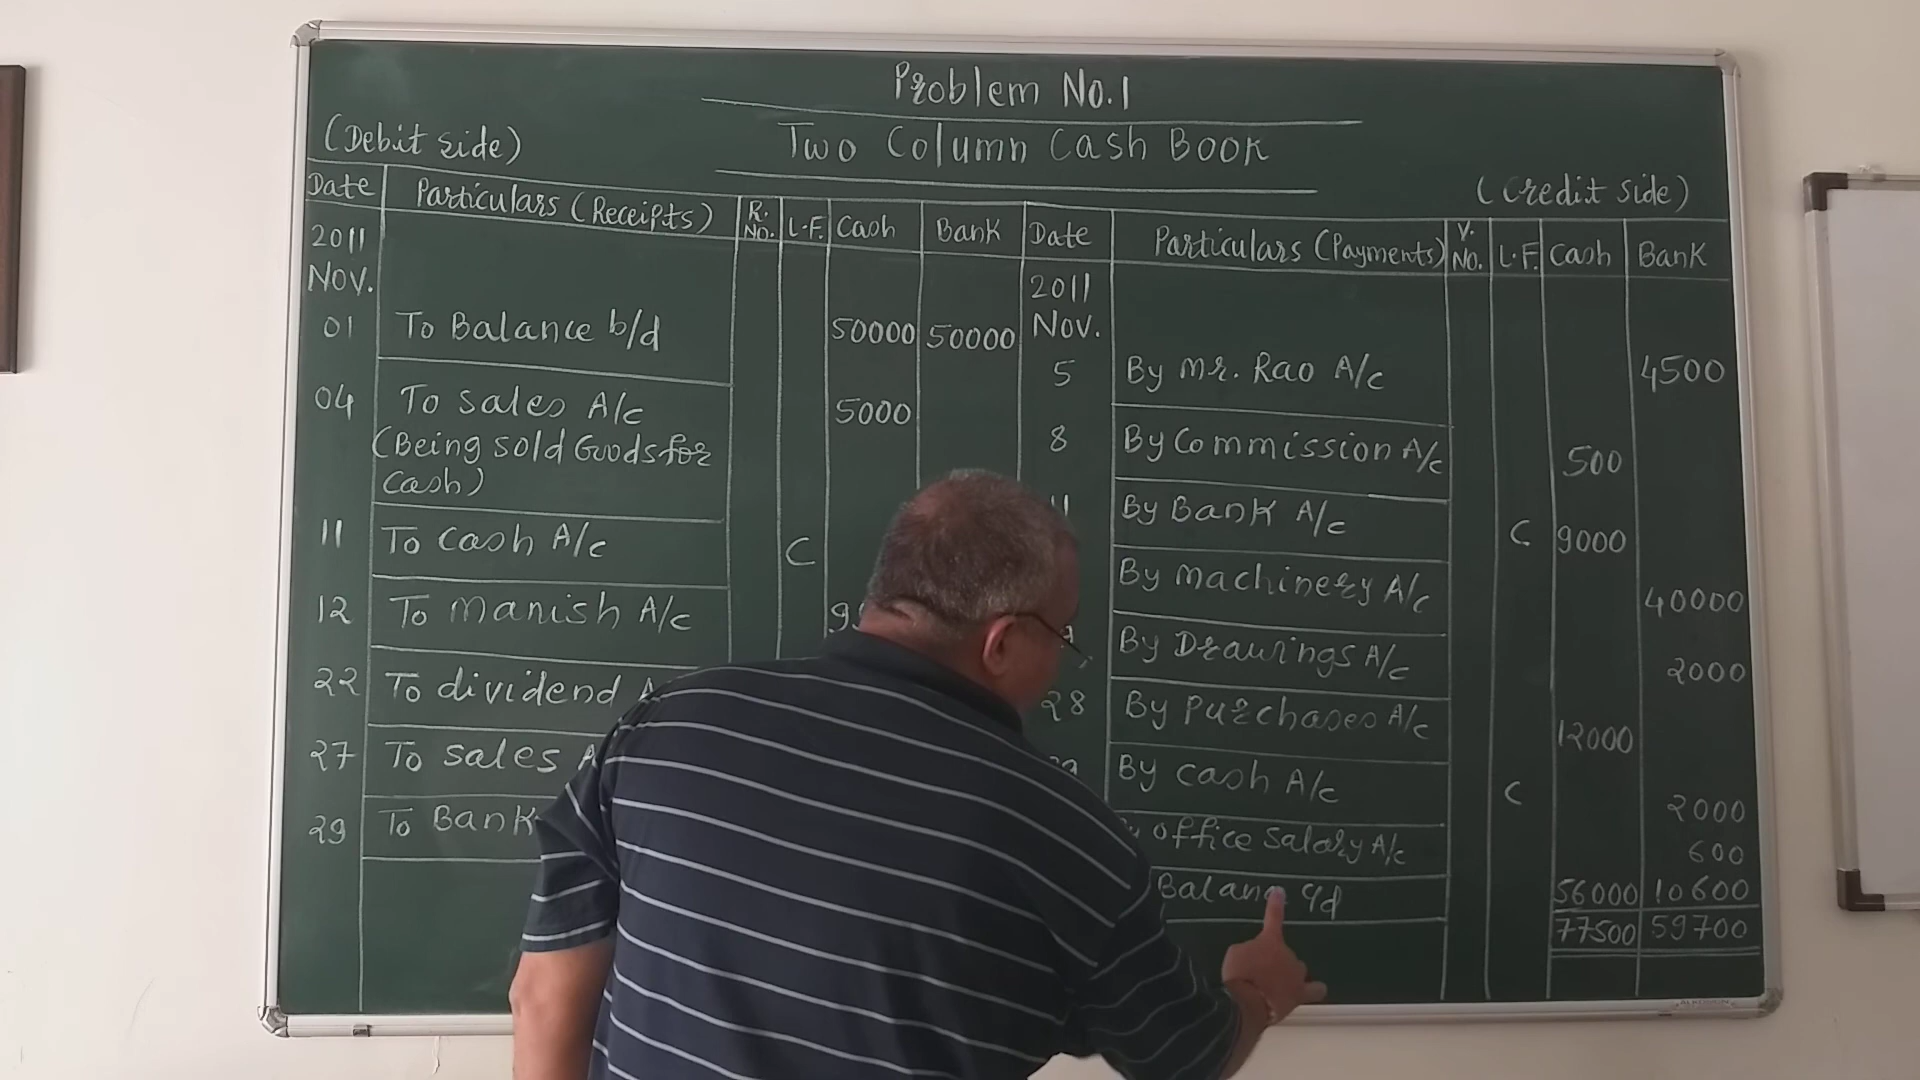 Problem No.1
Two Column Cash Book
(Debit side)
(Credit side)
Date Particulars (Receipts) R. No. L.F. Cash Bank Date Particulars (Payments) V. No. L.F. Cash Bank
2011
Nov.
01 To Balance b/d 50000 50000
04 To Sales A/c 5000
(Being sold Goods for
Cash)
11 To Cash A/c C
12 To Manish A/c
22 To dividend
27 To Sales
29 To Bank
2011
Nov.
5 By Mr. Rao A/c 4500
8 By Commission A/c 500
11 By Bank A/c C 9000
By Machinery A/c 40000
By Drawings A/c 2000
28 By Purchases A/c 12000
By Cash A/c C 2000
office Salary A/c 600
Balance c/d 56000 10600
77500 59700